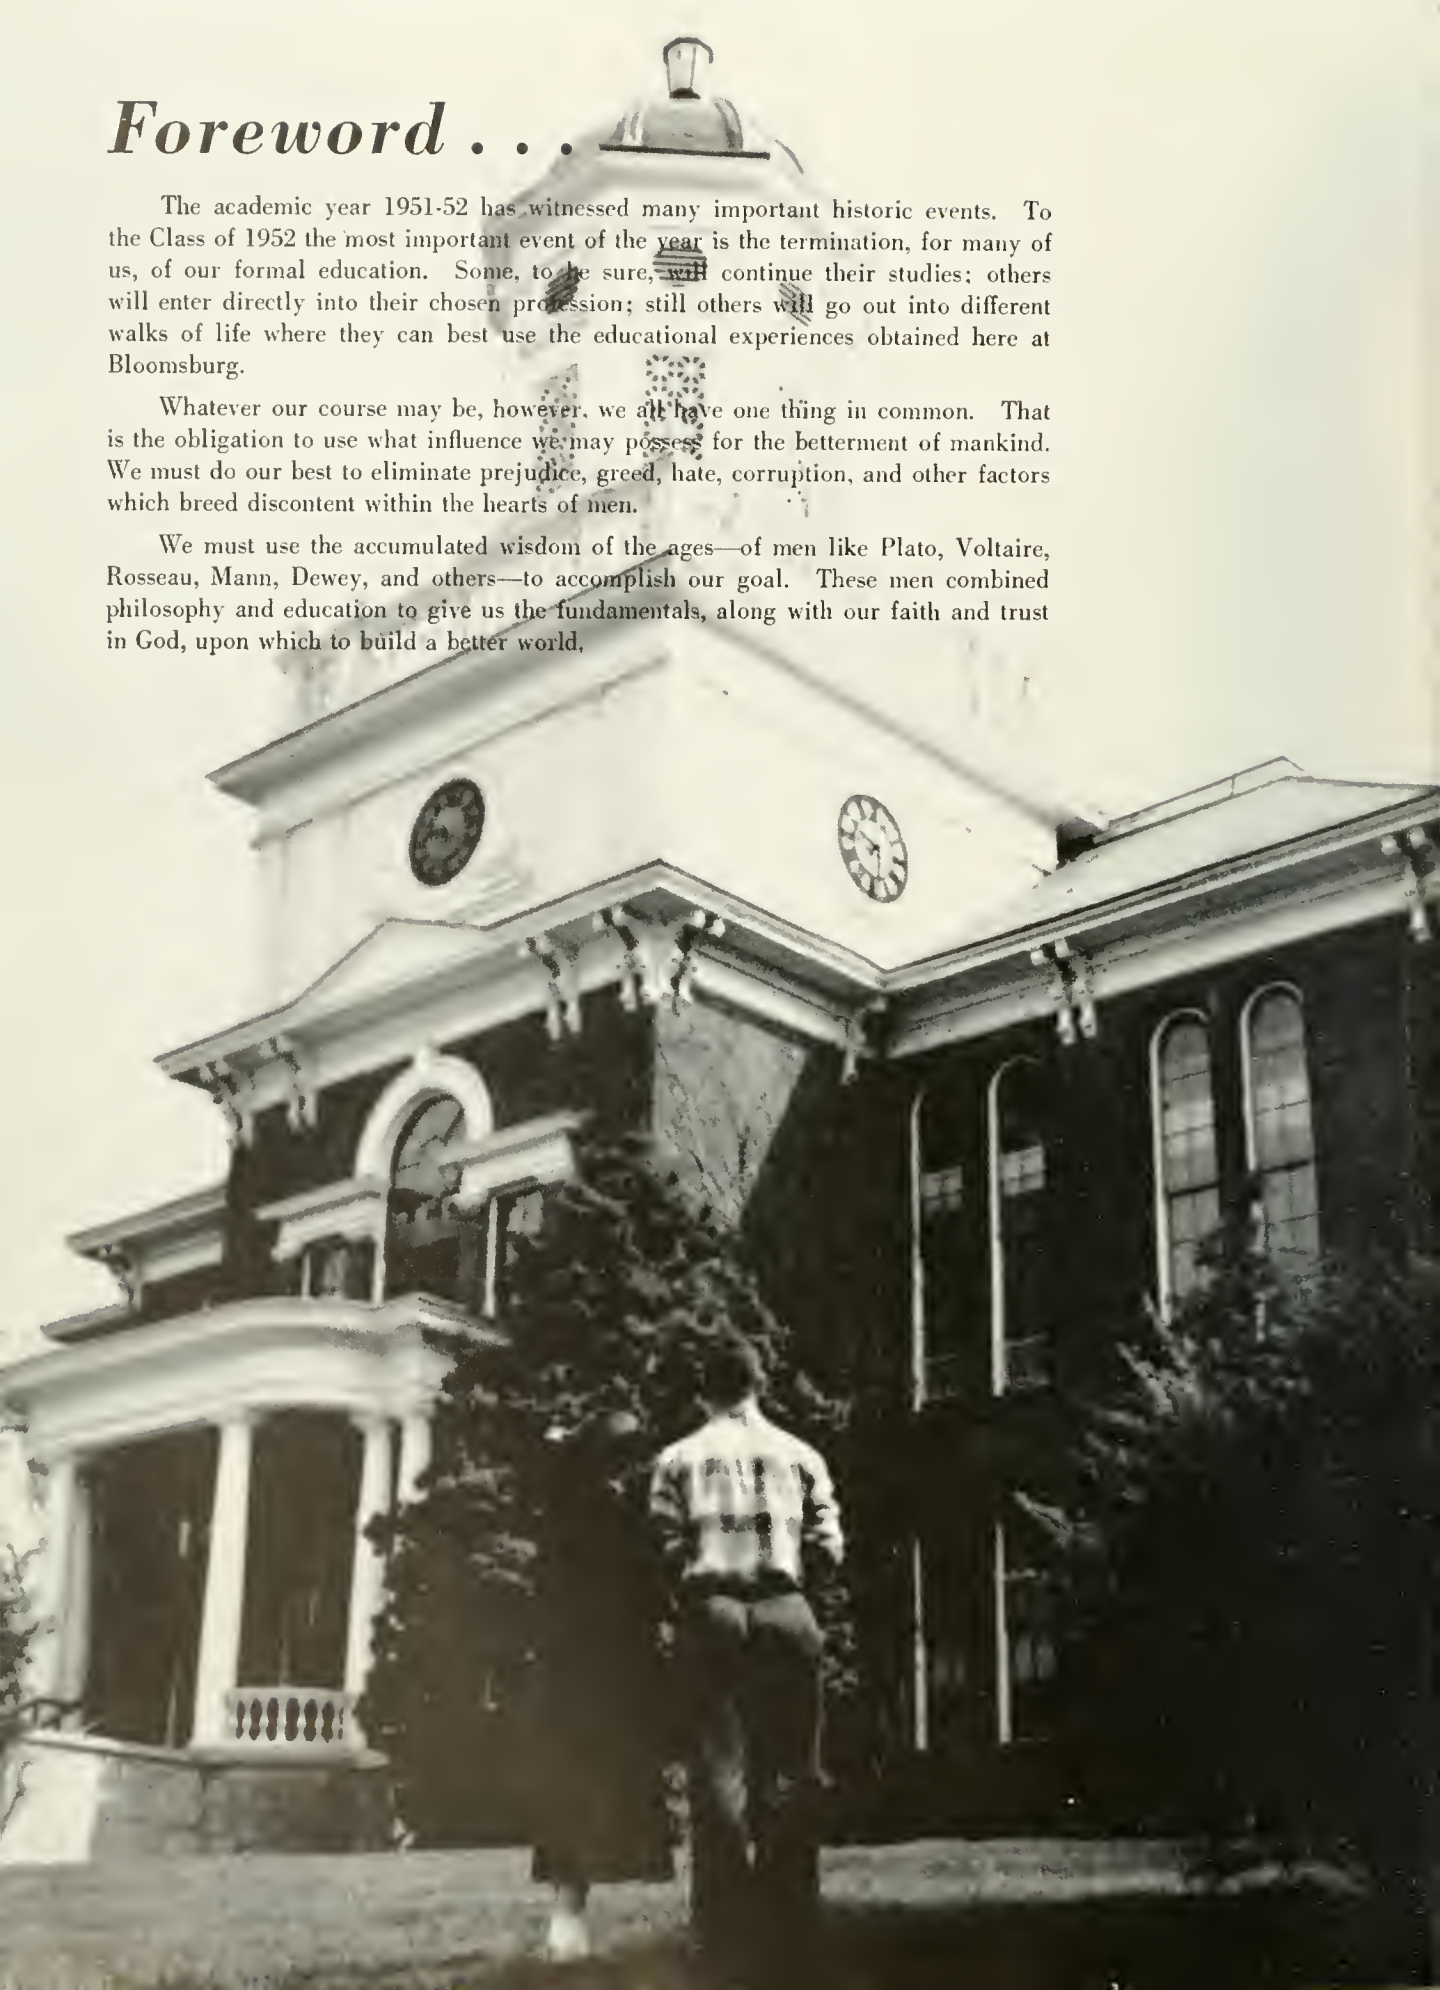 Foreword . . .
The academic year 1951-52 has witnessed many important historic events. To
the Class of 1952 the most important event of the year is the termination, for many of
us, of our formal education. Some, to be sure, will continue their studies; others
will enter directly into their chosen profession; still others will go out into different
walks of life where they can best use the educational experiences obtained here at
Bloomsburg.
Whatever our course may be, however, we all have one thing in common. That
is the obligation to use what influence we may possess for the betterment of mankind.
We must do our best to eliminate prejudice, greed, hate, corruption, and other factors
which breed discontent within the hearts of men.
We must use the accumulated wisdom of the ages—of men like Plato, Voltaire,
Rosseau, Mann, Dewey, and others—to accomplish our goal. These men combined
philosophy and education to give us the fundamentals, along with our faith and trust
in God, upon which to build a better world,